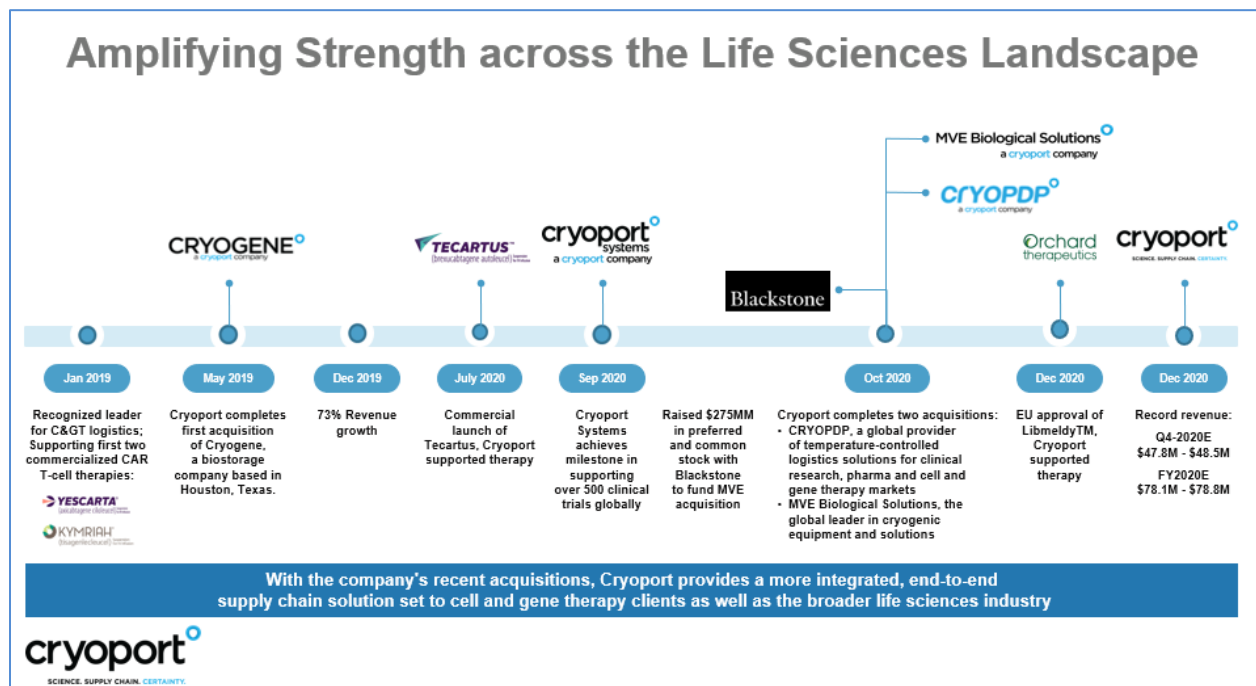 Amplifying Strength across the Life Sciences Landscape
MVE Biological Solutions
a cryoport company
CRYOPDP
a cryoport company
CRYOGENE
a cryoport company
TECARTUS™
(brexucabtagene autoleucel)
cryoport
systems
a cryoport company
Blackstone
Orchard
therapeutics
cryoport
SCIENCE. SUPPLY CHAIN. CERTAINTY.
Jan 2019
Recognized leader
for C&GT logistics;
Supporting first two
commercialized CAR
T-cell therapies:
YESCARTA
(axicabtagene ciloleucel)
KYMRIAH
(tisagenlecleucel)
May 2019
Cryoport completes
first acquisition
of Cryogene,
a biostorage
company based in
Houston, Texas.
Dec 2019
73% Revenue
growth
July 2020
Commercial
launch of
Tecartus, Cryoport
supported therapy
Sep 2020
Cryoport
Systems
achieves
milestone in
supporting
over 500 clinical
trials globally
Raised $275MM
in preferred
and common
stock with
Blackstone
to fund MVE
acquisition
Oct 2020
Cryoport completes two acquisitions:
• CRYOPDP, a global provider
of temperature-controlled
logistics solutions for clinical
research, pharma and cell and
gene therapy markets
• MVE Biological Solutions, the
global leader in cryogenic
equipment and solutions
Dec 2020
EU approval of
LibmeldyTM,
Cryoport
supported
therapy
Dec 2020
Record revenue:
Q4-2020E
$47.8M - $48.5M
FY2020E
$78.1M - $78.8M
With the company's recent acquisitions, Cryoport provides a more integrated, end-to-end
supply chain solution set to cell and gene therapy clients as well as the broader life sciences industry
cryoport
SCIENCE. SUPPLY CHAIN. CERTAINTY.